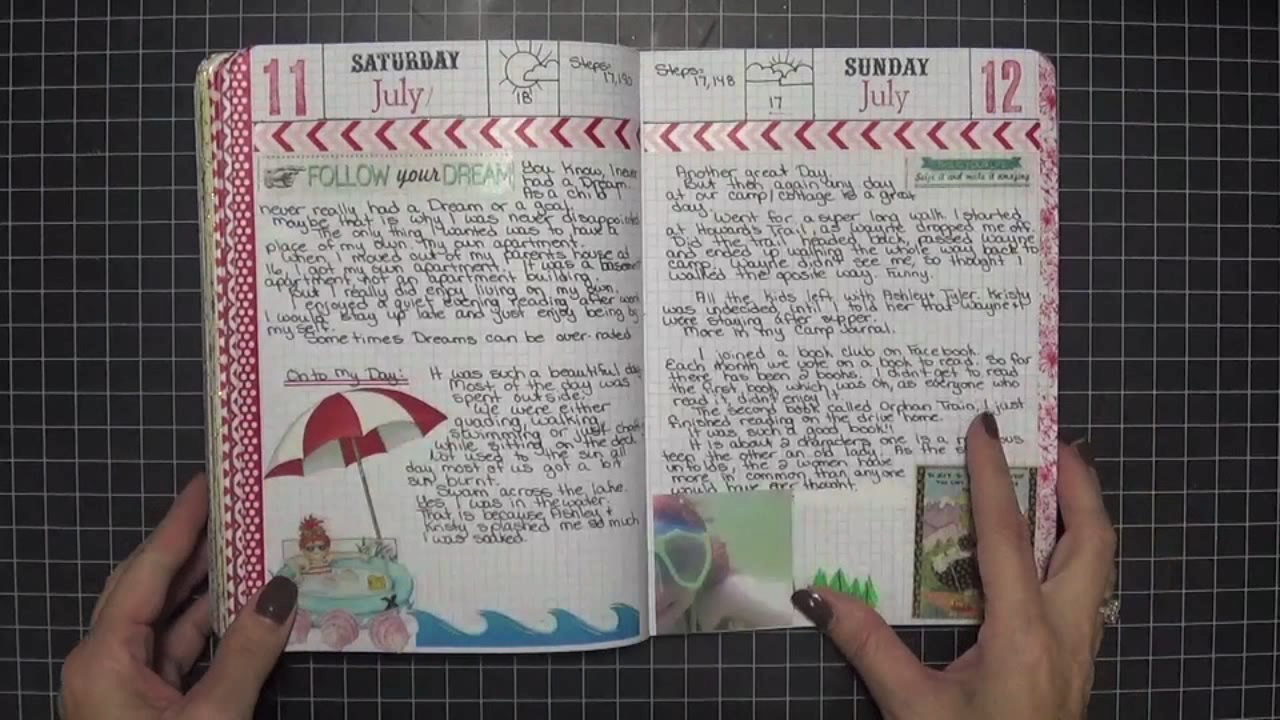 11
SATURDAY
July
18
Steps:
17,190
FOLLOW your DREAM
You Know, I never
had a Dream.
As a child I
never really had a Dream or a goal,
maybe that is why I was never disappointed
The only thing I wanted was to have a
place of my own. My own apartment.
When I moved out of my parents house at
16, I got my own apartment. It was a basement
apartment, not an apartment building.
But I really did enjoy living on my own.
I enjoyed a quiet evening reading after work
I would stay up late and just enjoy being by
my self.
Sometimes Dreams can be over-rated
Onto My Day:
It was such a beautiful day
Most of the day was
spent outside.
We were either
quading, walking,
swimming or just
while sitting on the deck
Not used to the sun all
day, most of us got a bit
sun burnt.
Swam across the lake.
Yes, I was in the water.
That is because Ashley +
Kristy splashed me so much
I was soaked.
Steps:
17,148
17
SUNDAY
July
12
Seize it and make it amazing
Another great Day.
But then again any day
at our camp/cottage is a great
day.
Went for a super long walk. I started
at Howards Trail, as Wayne dropped me off.
Did the trail, headed back, passed Wayne
and ended up walking the whole way back to
camp. Wayne didn't see me, so thought I
walked the oposite way. Funny.
All the kids left with Ashley + Tyler. Kristy
was undecided until I told her that Wayne + I
were staying after supper.
More in my Camp Journal.
I joined a book club on Facebook.
Each month we vote on a book to read. So far
there has been 2 books. I didn't get to read
the first book, which was ok, as everyone who
read it, didn't enjoy it.
The second book called Orphan Train, I just
finished reading on the drive home.
It was such a good book!!
It is about 2 characters one is a
teen the other an old lady. As the
unfolds, the 2 women have
more in common than anyone
would have ever thought.